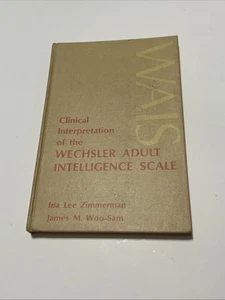 WAIS
Clinical
Interpretation
of the
WECHSLER ADULT
INTELLIGENCE SCALE
Irla Lee Zimmerman
James M. Woo-Sam